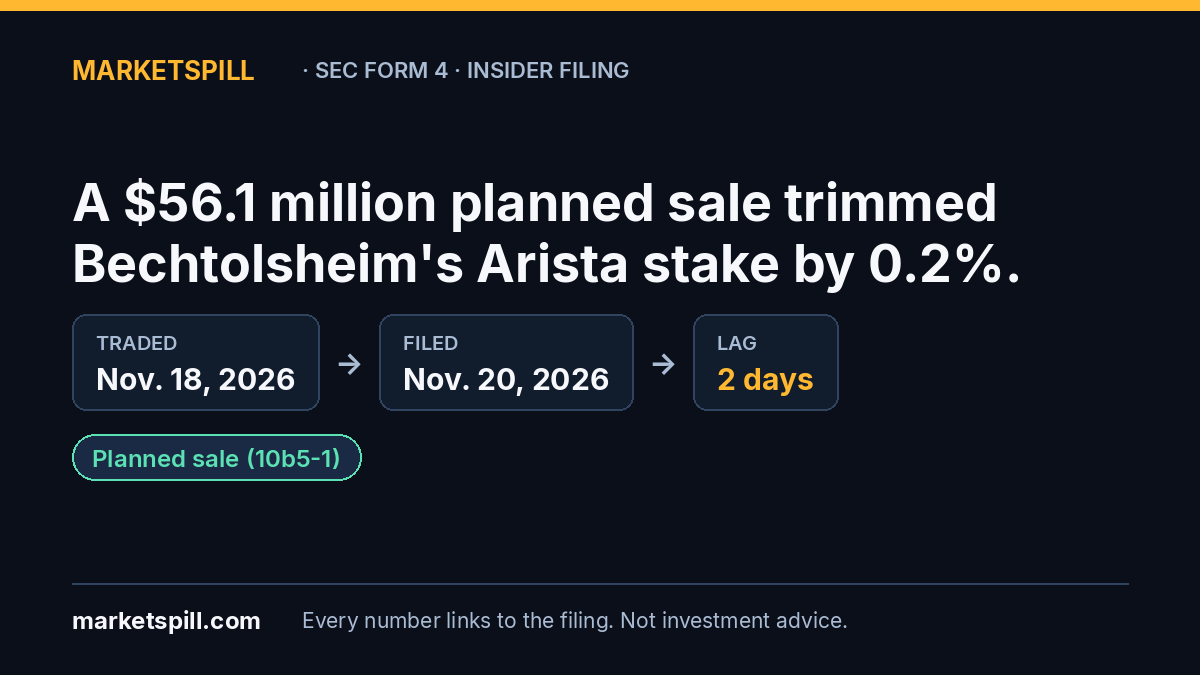 MARKETSPILL · SEC FORM 4 · INSIDER FILING
A $56.1 million planned sale trimmed
Bechtolsheim's Arista stake by 0.2%.
TRADED
Nov. 18, 2026
→
FILED
Nov. 20, 2026
→
LAG
2 days
Planned sale (10b5-1)
marketspill.com Every number links to the filing. Not investment advice.